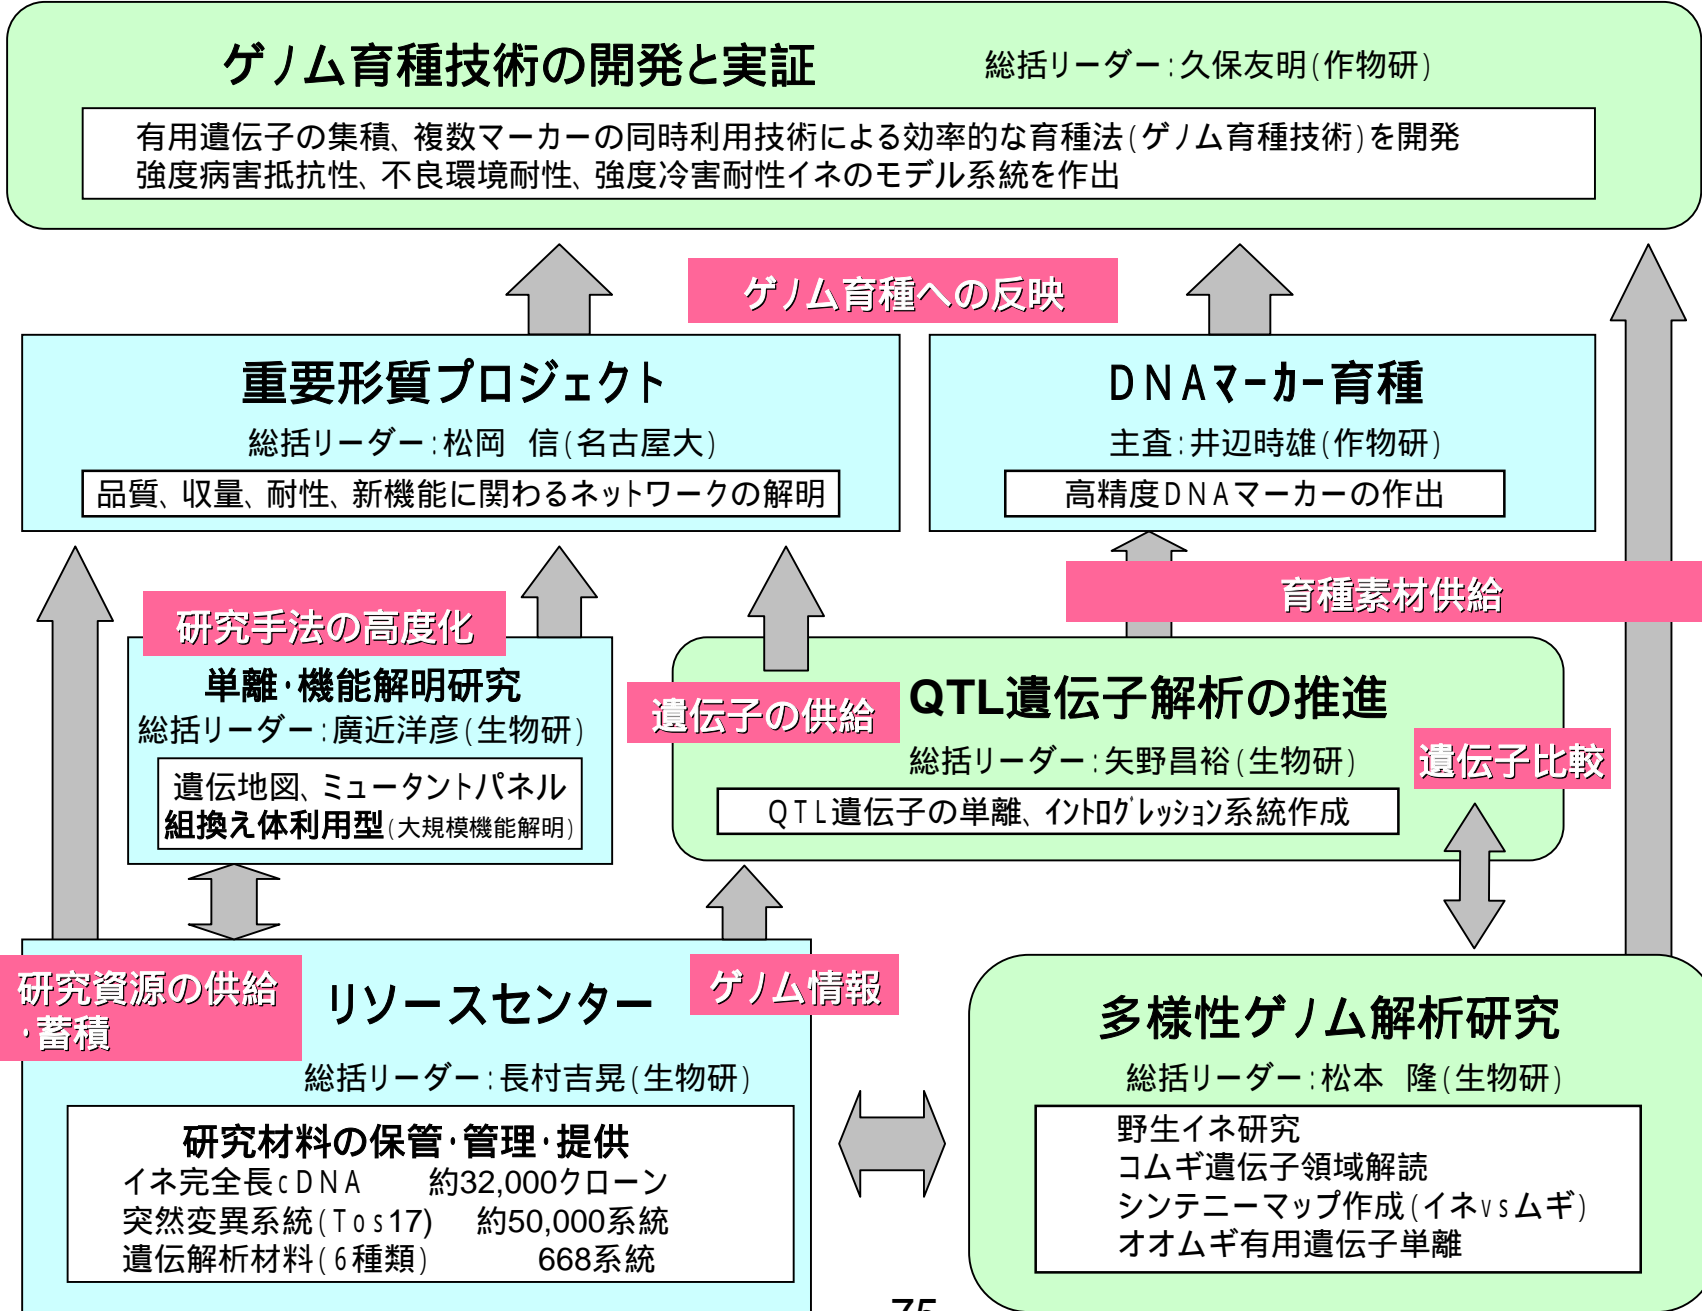 ゲノム育種技術の開発と実証
総括リーダー:久保友明(作物研)
有用遺伝子の集積、複数マーカーの同時利用技術による効率的な育種法(ゲノム育種技術)を開発
強度病害抵抗性、不良環境耐性、強度冷害耐性イネのモデル系統を作出
ゲノム育種への反映
重要形質プロジェクト
総括リーダー:松岡 信(名古屋大)
品質、収量、耐性、新機能に関わるネットワークの解明
DNAマーカー育種
主査:井辺時雄(作物研)
高精度DNAマーカーの作出
育種素材供給
研究手法の高度化
単離・機能解明研究
総括リーダー:廣近洋彦(生物研)
遺伝地図、ミュータントパネル
組換え体利用型(大規模機能解明)
遺伝子の供給
QTL遺伝子解析の推進
総括リーダー:矢野昌裕(生物研)
QTL遺伝子の単離、イントログレッション系統作成
遺伝子比較
研究資源の供給
・蓄積
リソースセンター
ゲノム情報
総括リーダー:長村吉晃(生物研)
研究材料の保管・管理・提供
イネ完全長cDNA 約32,000クローン
突然変異系統(Tos17) 約50,000系統
遺伝解析材料(6種類) 668系統
多様性ゲノム解析研究
総括リーダー:松本 隆(生物研)
野生イネ研究
コムギ遺伝子領域解読
シンテニーマップ作成(イネvsムギ)
オオムギ有用遺伝子単離
75